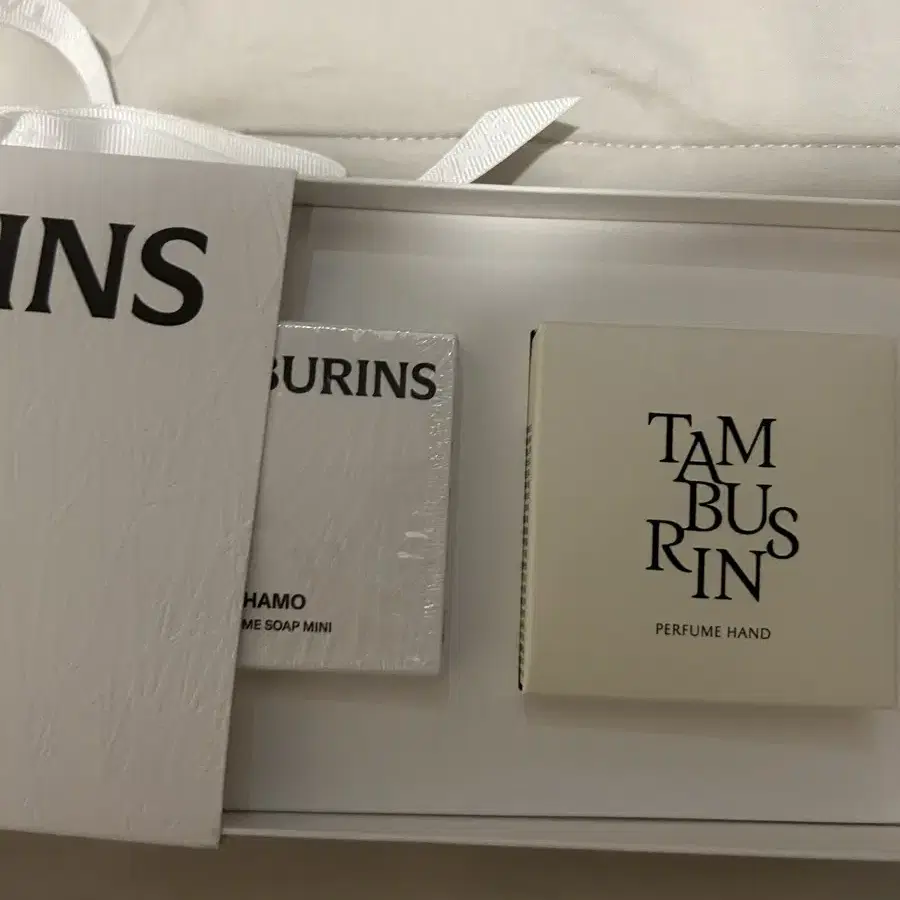 INS
BURINS
HAMO
ME SOAP MINI
TAM
BUS
RIN
PERFUME HAND